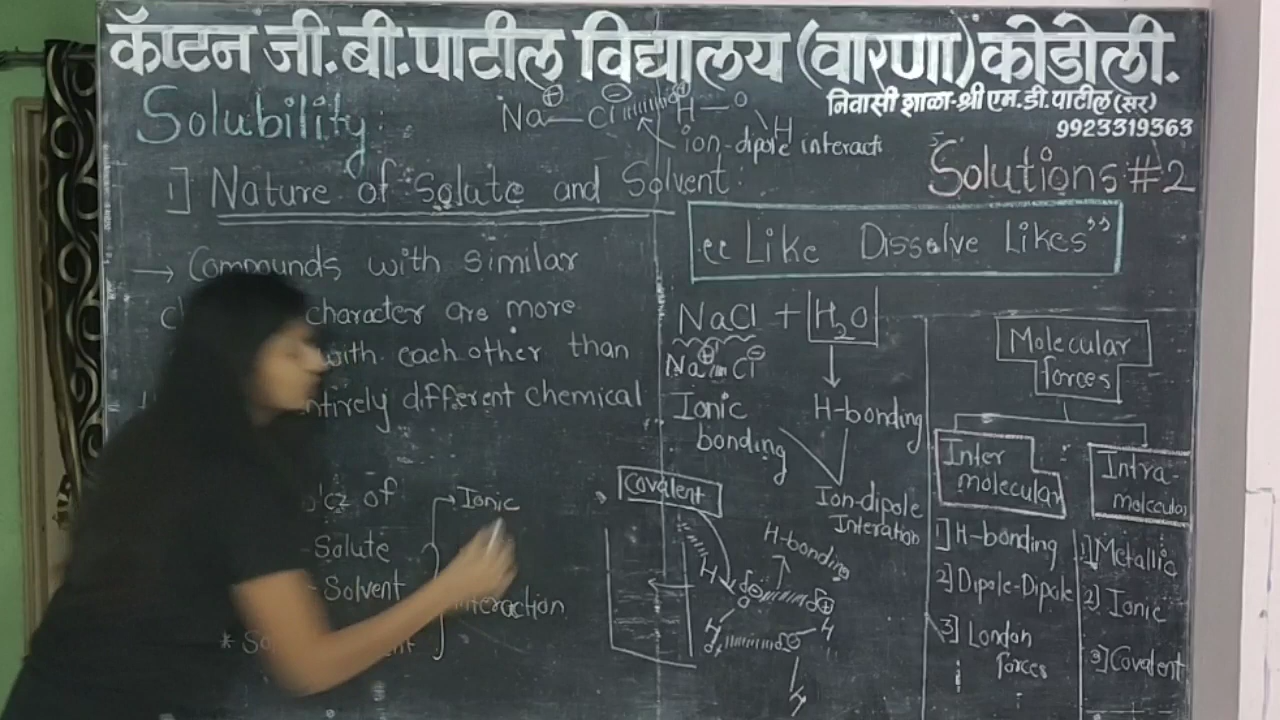 कॅप्टन जी.बी.पाटील विद्यालय (वारणा) कोडोली.
निवासी शाळा-श्री एम.डी.पाटील (सर)
9923319363
Solubility:
Na⊕—Cl⊖ H—O H
ion-dipole interact
Solutions #2
1] Nature of Solute and Solvent:
→ Compounds with similar
character are more
with each other than
different chemical
"Like Dissolve Likes"
NaCl + H₂O
Na⊕ Cl⊖
Ionic
bonding
H-bonding
Ion-dipole
Interation
Molecular
forces
Inter
molecular
1] H-bonding
2] Dipole-Dipole
3] London
forces
Intra-
molecular
1] Metallic
2] Ionic
3] Covalent
of
-Solute
-Solvent
Ionic
interaction
Covalent
H-bonding
H δ⊖ δ⊕
O
H H
H